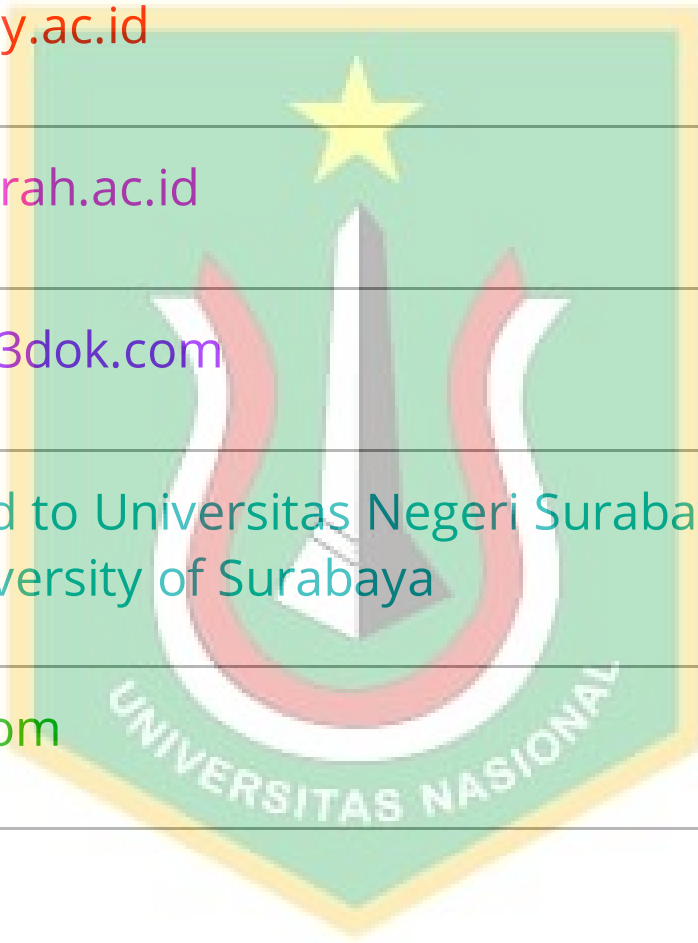 y.ac.id
rah.ac.id
3dok.com
d to Universitas Negeri Suraba
versity of Surabaya
om
UNIVERSITAS NASIONAL